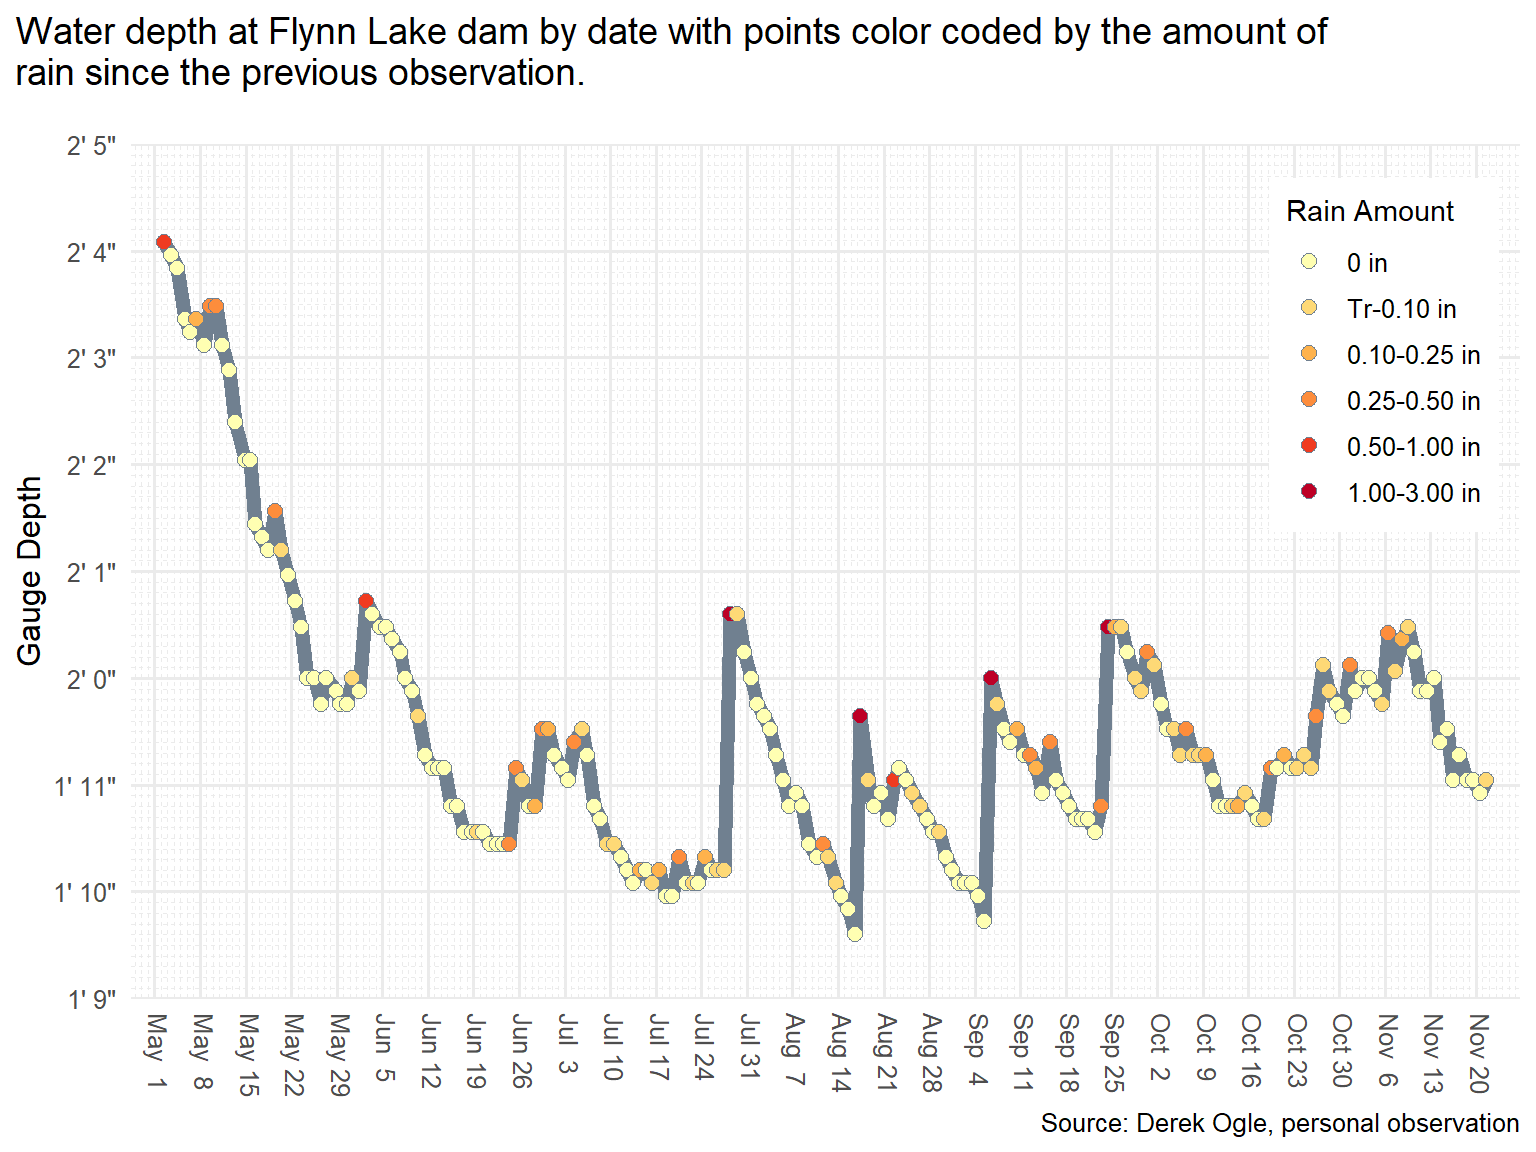 Water depth at Flynn Lake dam by date with points color coded by the amount of
rain since the previous observation.
Gauge Depth
2' 5"
2' 4"
2' 3"
2' 2"
2' 1"
2' 0"
1' 11"
1' 10"
1' 9"
Rain Amount
0 in
Tr-0.10 in
0.10-0.25 in
0.25-0.50 in
0.50-1.00 in
1.00-3.00 in
May 1
May 8
May 15
May 22
May 29
Jun 5
Jun 12
Jun 19
Jun 26
Jul 3
Jul 10
Jul 17
Jul 24
Jul 31
Aug 7
Aug 14
Aug 21
Aug 28
Sep 4
Sep 11
Sep 18
Sep 25
Oct 2
Oct 9
Oct 16
Oct 23
Oct 30
Nov 6
Nov 13
Nov 20
Source: Derek Ogle, personal observation